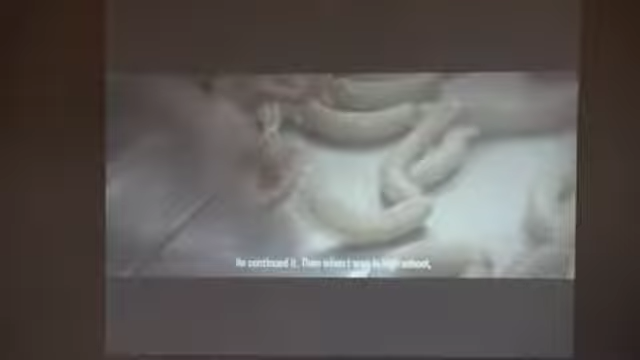 He continued it. Then when I was in high school,